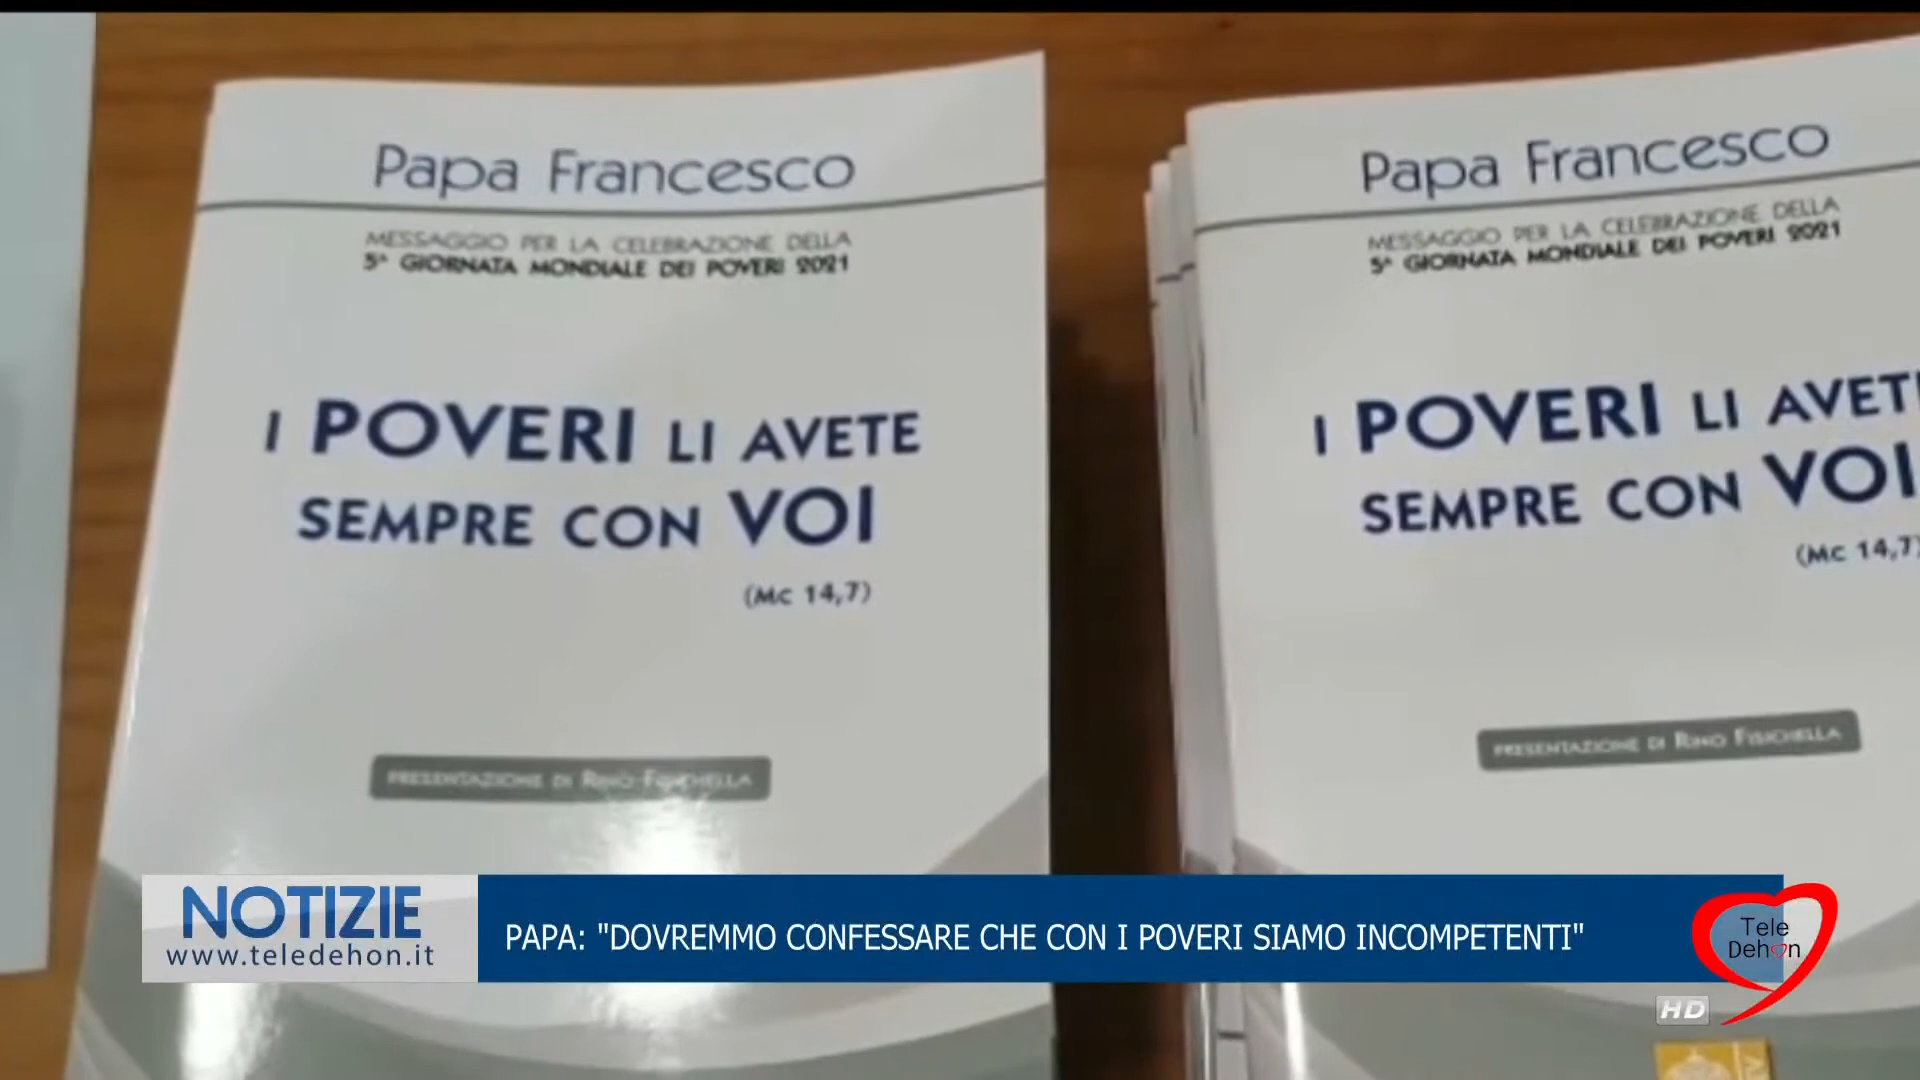 Papa Francesco
MESSAGGIO PER LA CELEBRAZIONE DELLA
5ª GIORNATA MONDIALE DEI POVERI 2021
I POVERI LI AVETE
SEMPRE CON VOI
(Mc 14,7)
PRESENTAZIONE DI RINO FISICHELLA
Papa Francesco
MESSAGGIO PER LA CELEBRAZIONE DELLA
5ª GIORNATA MONDIALE DEI POVERI 2021
I POVERI LI AVETE
SEMPRE CON VOI
(Mc 14,7)
PRESENTAZIONE DI RINO FISICHELLA
NOTIZIE
www.teledehon.it
PAPA: "DOVREMMO CONFESSARE CHE CON I POVERI SIAMO INCOMPETENTI"
Tele
Dehon
HD